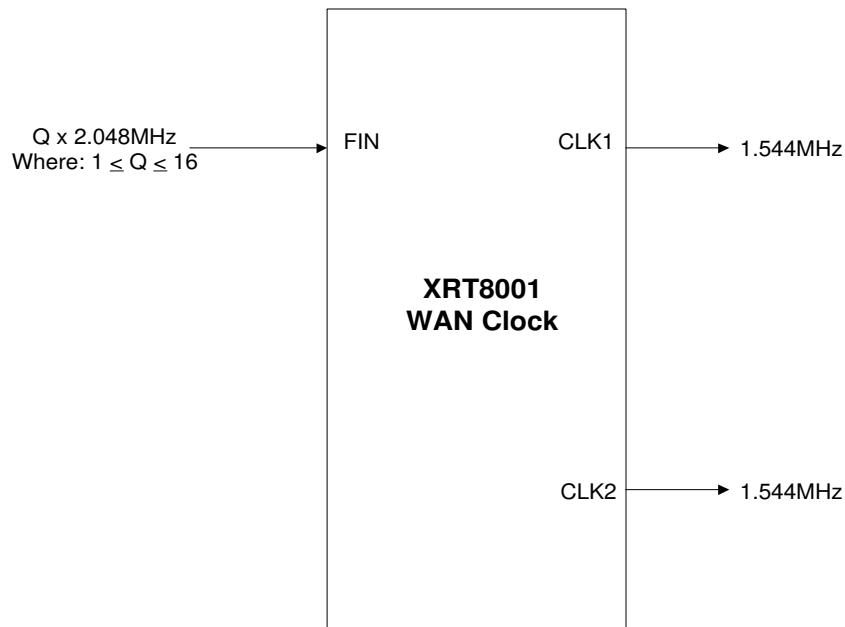 Q x 2.048MHz
Where: 1 ≤ Q ≤ 16
FIN
CLK1
1.544MHz
XRT8001
WAN Clock
CLK2
1.544MHz